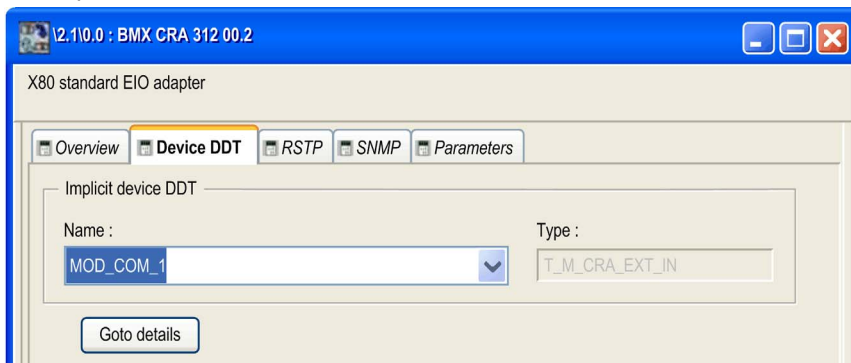 \2.1\0.0 : BMX CRA 312 00.2
X80 standard EIO adapter
Overview Device DDT RSTP SNMP Parameters
Implicit device DDT
Name : Type :
MOD_COM_1 T_M_CRA_EXT_IN
Goto details